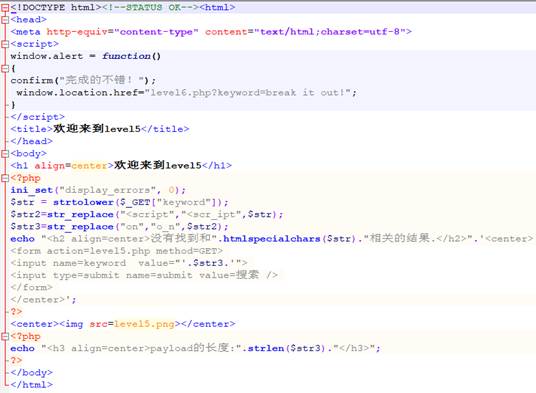 <!DOCTYPE html><!--STATUS OK--><html>
<head>
<meta http-equiv="content-type" content="text/html;charset=utf-8">
<script>
window.alert = function()
{
confirm("完成的不错！");
 window.location.href="level6.php?keyword=break it out!";
}
</script>
<title>欢迎来到level5</title>
</head>
<body>
<h1 align=center>欢迎来到level5</h1>
<?php
ini_set("display_errors", 0);
$str = strtolower($_GET["keyword"]);
$str2=str_replace("<script","<scr_ipt",$str);
$str3=str_replace("on","o_n",$str2);
echo "<h2 align=center>没有找到和".htmlspecialchars($str)."相关的结果.</h2>".'<center>
<form action=level5.php method=GET>
<input name=keyword  value="'.$str3.'">
<input type=submit name=submit value=搜索 />
</form>
</center>';
?>
<center><img src=level5.png></center>
<?php
echo "<h3 align=center>payload的长度:".strlen($str3)."</h3>";
?>
</body>
</html>